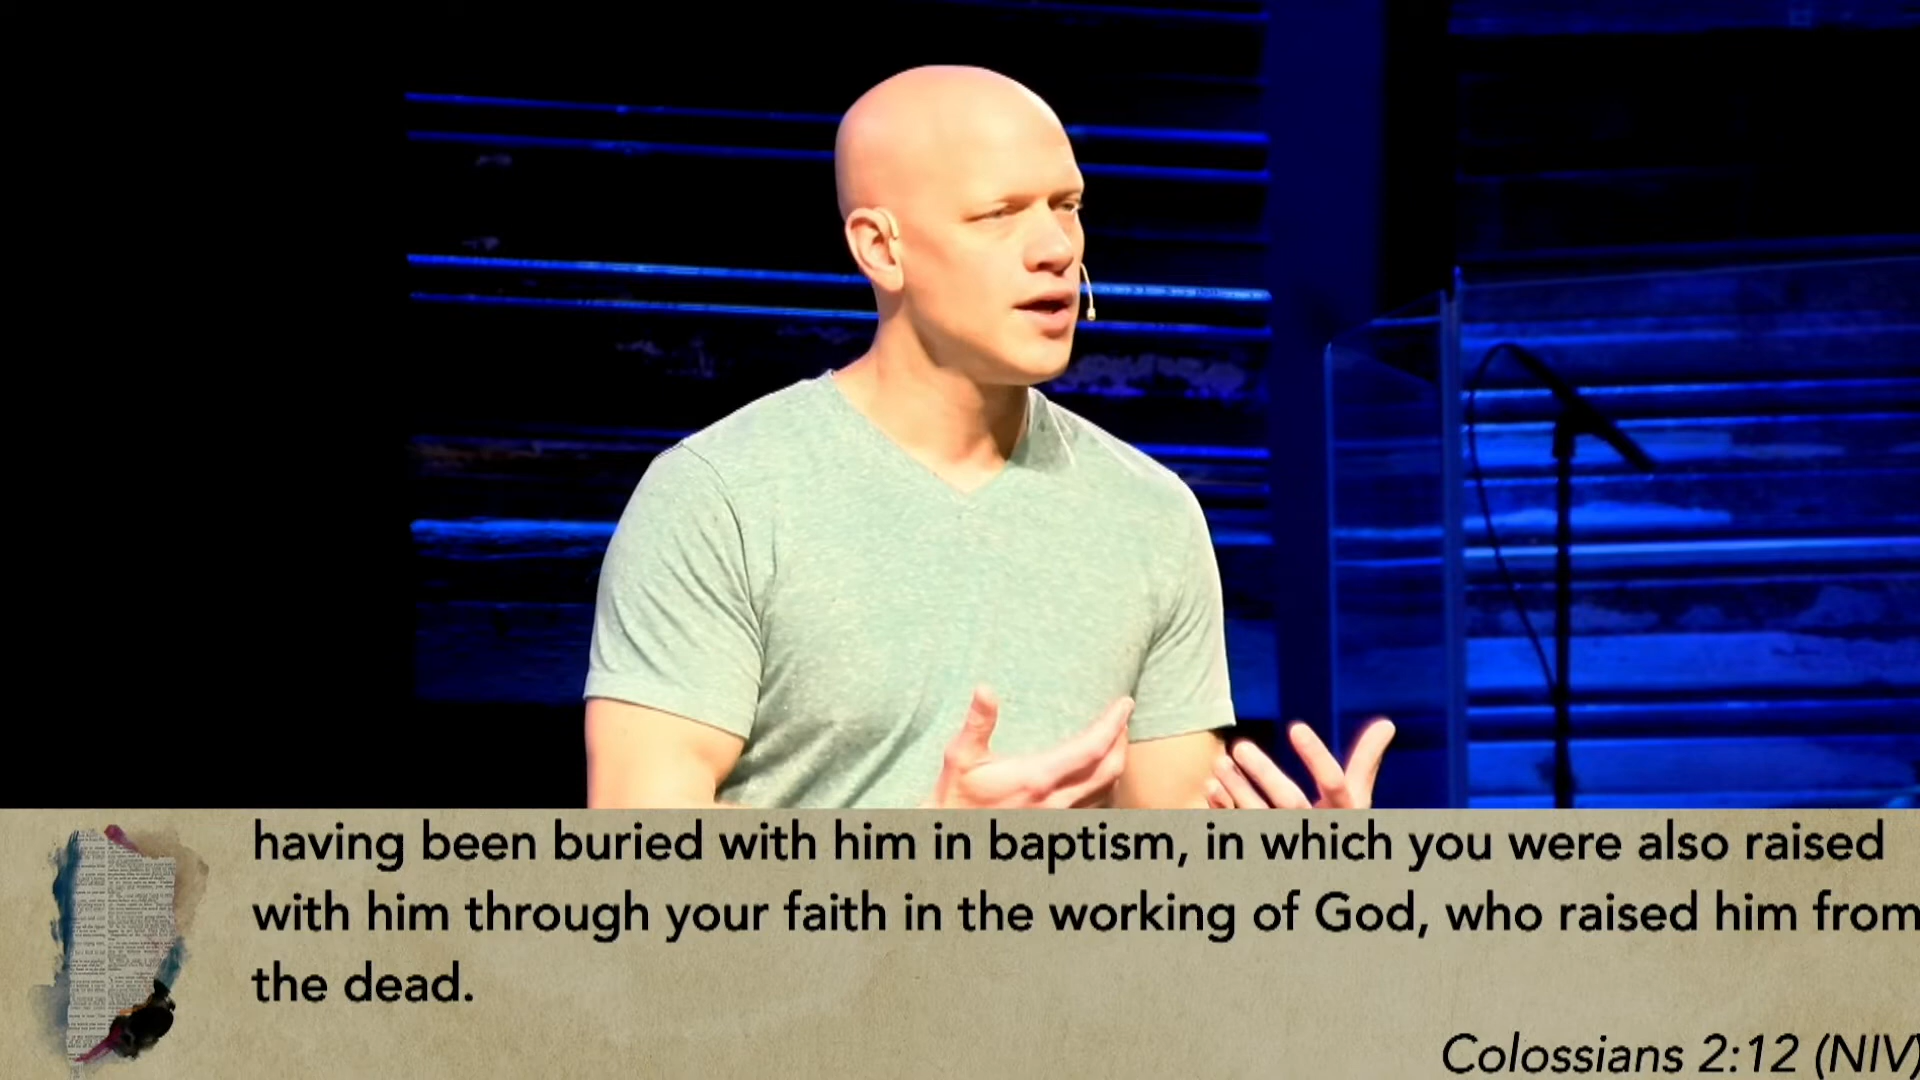 having been buried with him in baptism, in which you were also raised
with him through your faith in the working of God, who raised him from
the dead.
Colossians 2:12 (NIV)